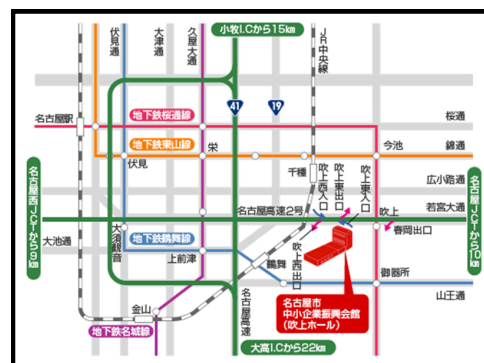 小牧I.Cから15km
伏見通
大津通
久屋大通
JR中央線
41
19
名古屋駅
地下鉄桜通線
桜通
地下鉄東山線
栄
今池
錦通
伏見
千種
吹上西入口
吹上東出口
吹上東入口
広小路通
名古屋西JCTから9km
名古屋高速2号
吹上
若宮大通
名古屋JCTから10km
春岡出口
大池通
大須観音
地下鉄鶴舞線
上前津
鶴舞
吹上西出口
御器所
山王通
金山
名古屋高速
名古屋市
中小企業振興会館
(吹上ホール)
地下鉄名城線
大高I.Cから22km